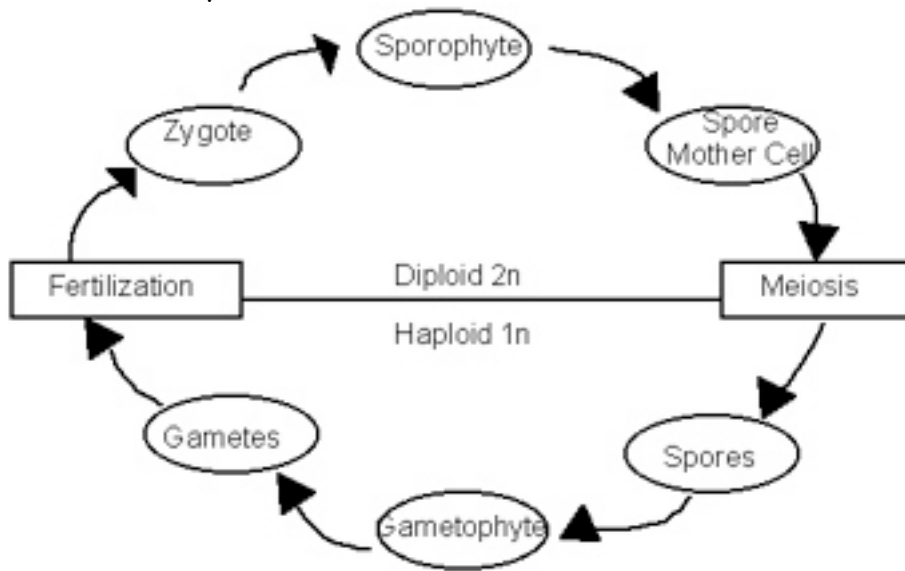 Sporophyte
Zygote
Spore
Mother Cell
Fertilization
Diploid 2n
Meiosis
Haploid 1n
Gametes
Spores
Gametophyte